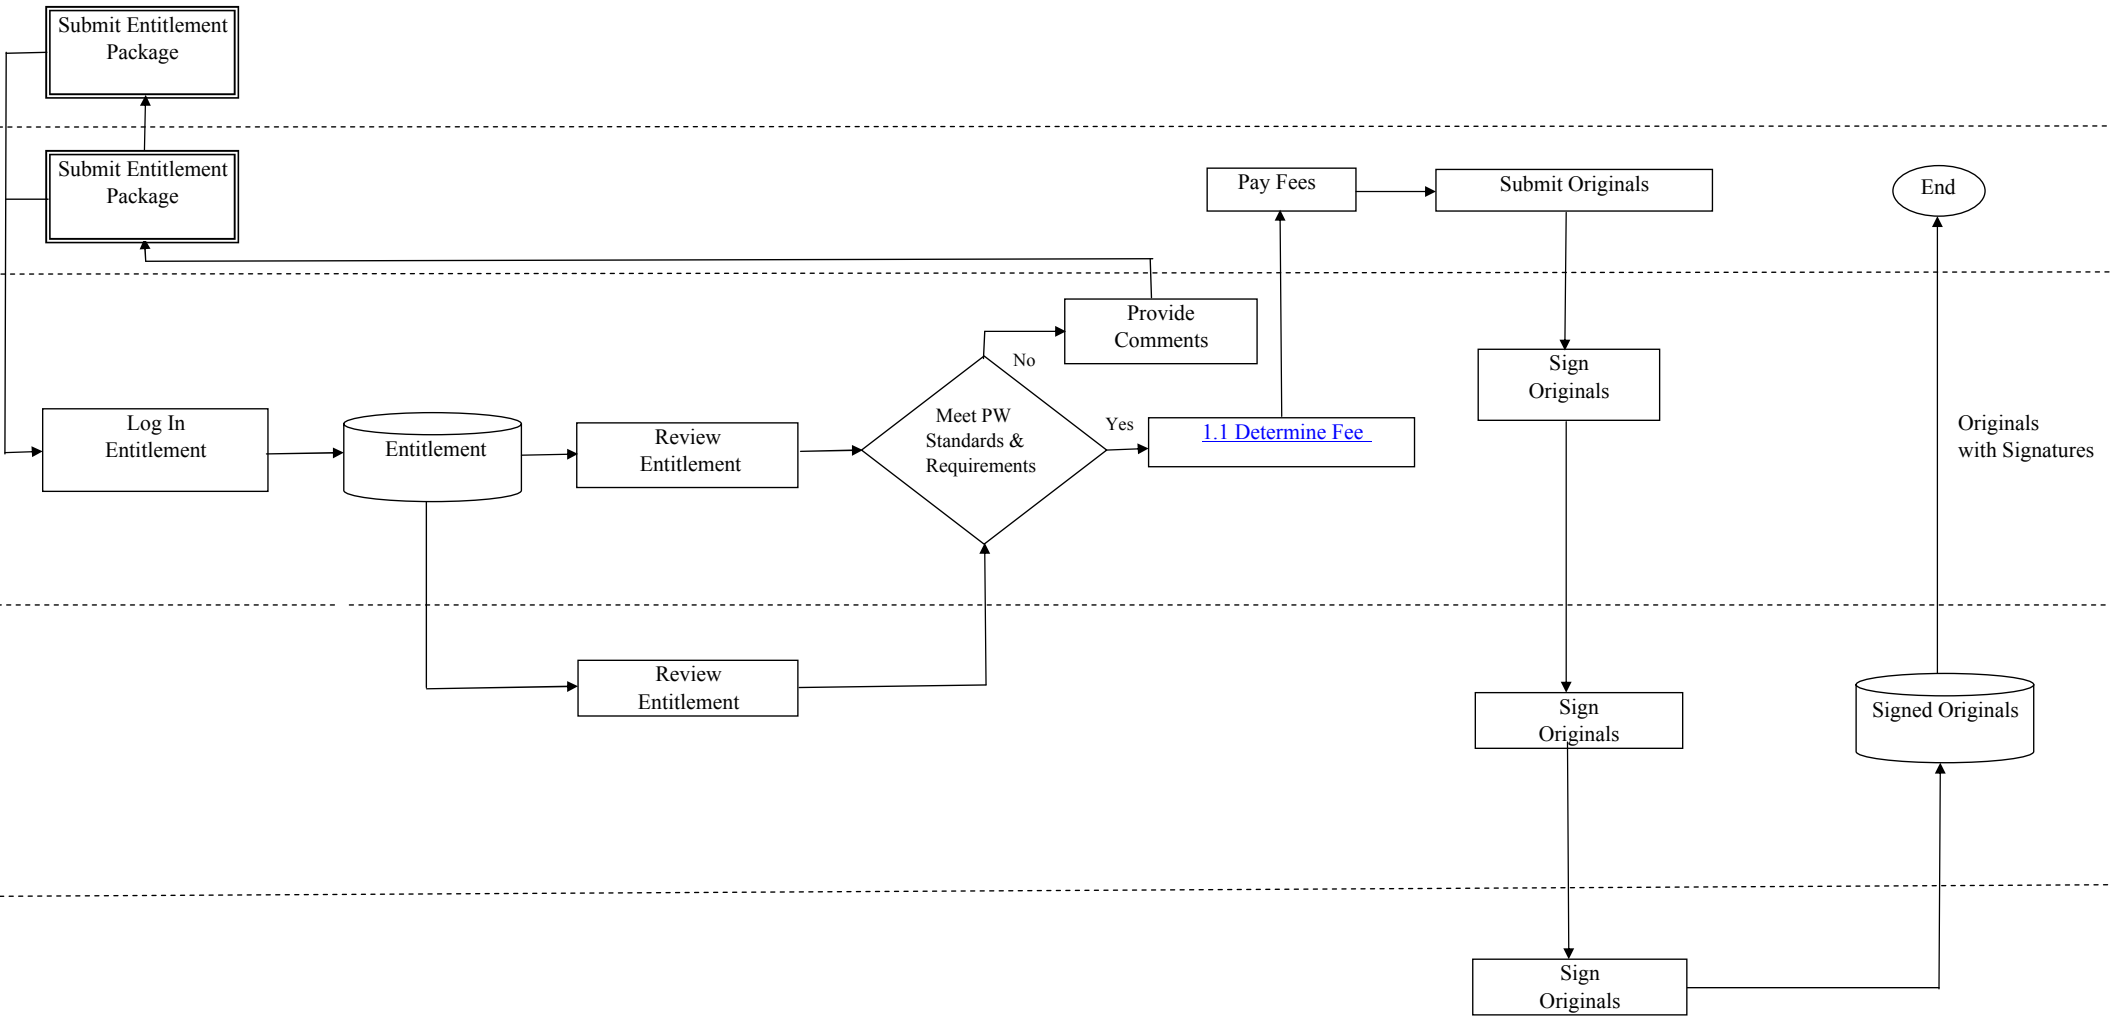 Submit Entitlement
Package
Submit Entitlement
Package
Pay Fees
Submit Originals
End
Provide
Comments
No
Sign
Originals
Log In
Entitlement
Entitlement
Review
Entitlement
Meet PW
Standards &
Requirements
Yes
1.1 Determine Fee
Originals
with Signatures
Review
Entitlement
Sign
Originals
Signed Originals
Sign
Originals